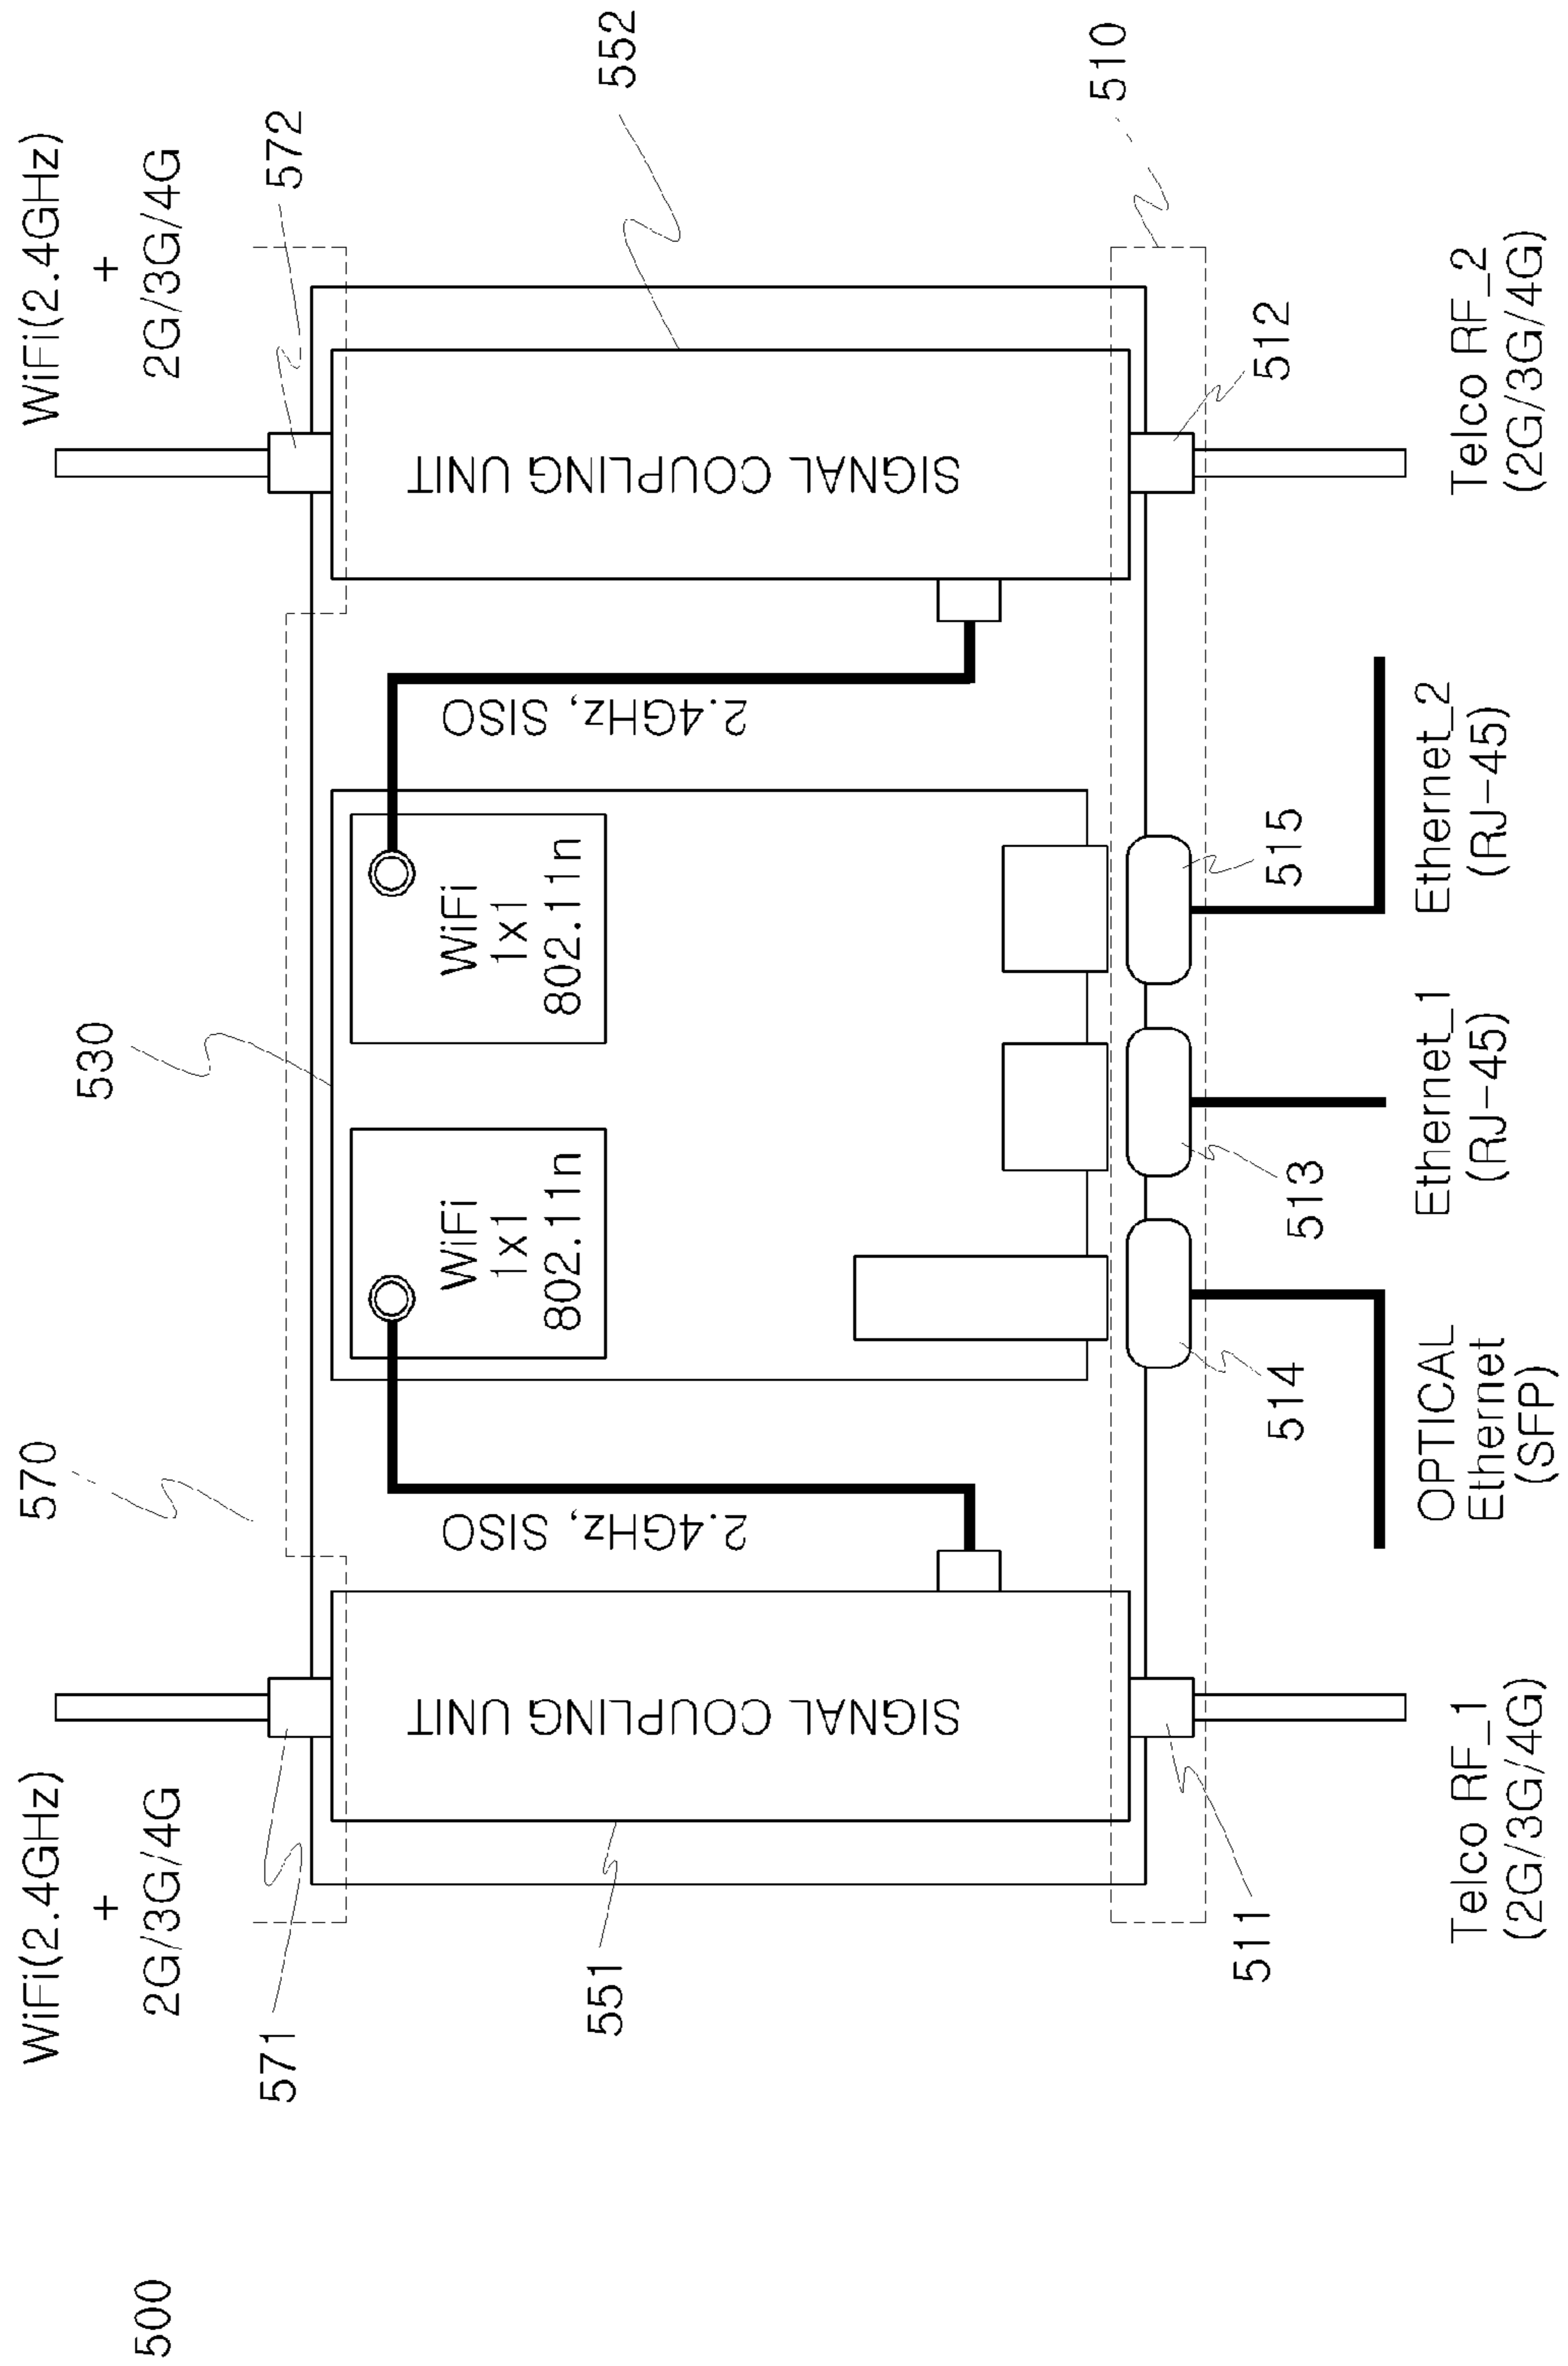 500
WiFi(2.4GHz)
+
2G/3G/4G
570
WiFi(2.4GHz)
+
2G/3G/4G
571
530
572
551
SIGNAL COUPLING UNIT
2.4GHz, SISO
WiFi
1x1
802.11n
WiFi
1x1
802.11n
2.4GHz, SISO
SIGNAL COUPLING UNIT
552
511
514
513
515
512
510
Telco RF_1
(2G/3G/4G)
OPTICAL
Ethernet
(SFP)
Ethernet_1
(RJ-45)
Ethernet_2
(RJ-45)
Telco RF_2
(2G/3G/4G)